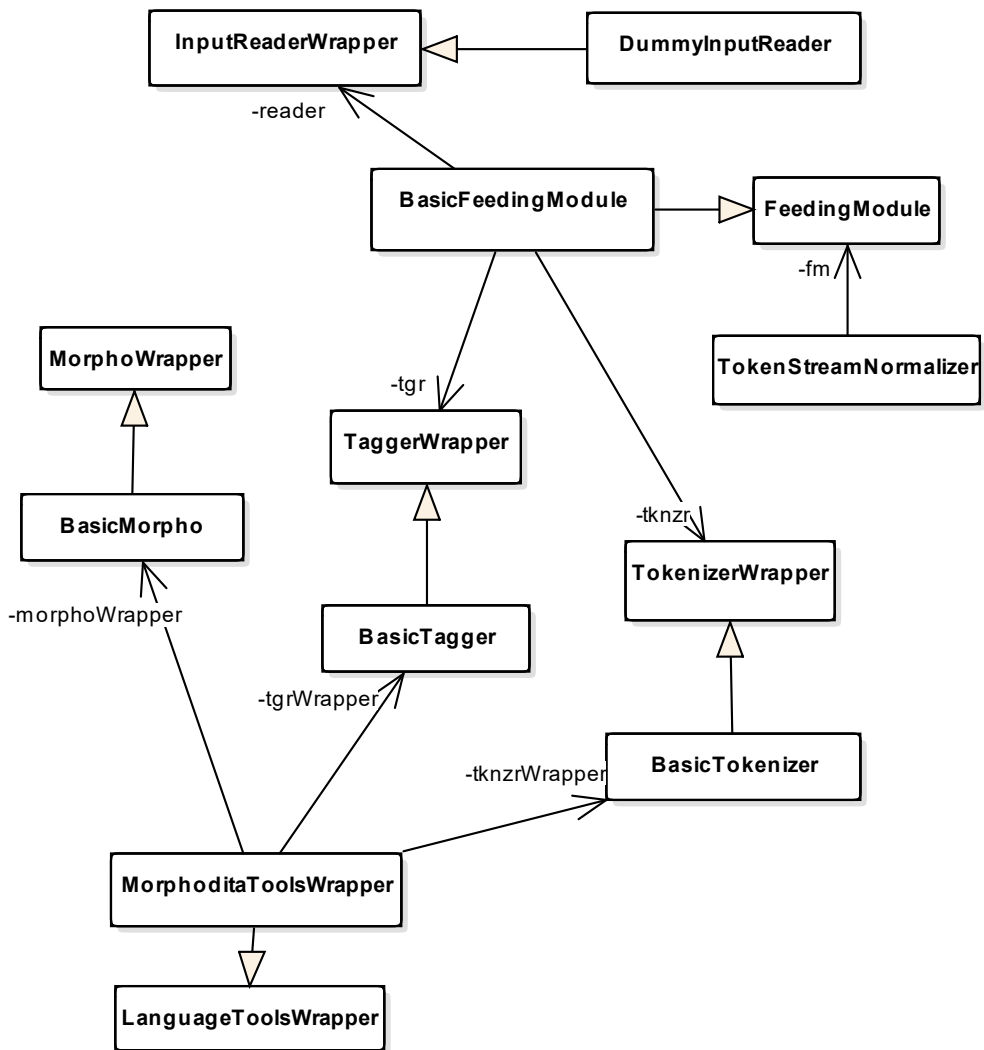 InputReaderWrapper
DummyInputReader
-reader
BasicFeedingModule
FeedingModule
-fm
MorphoWrapper
TokenStreamNormalizer
-tgr
TaggerWrapper
BasicMorpho
-tknzr
TokenizerWrapper
-morphoWrapper
BasicTagger
-tgrWrapper
BasicTokenizer
-tknzrWrapper
MorphoditaToolsWrapper
LanguageToolsWrapper